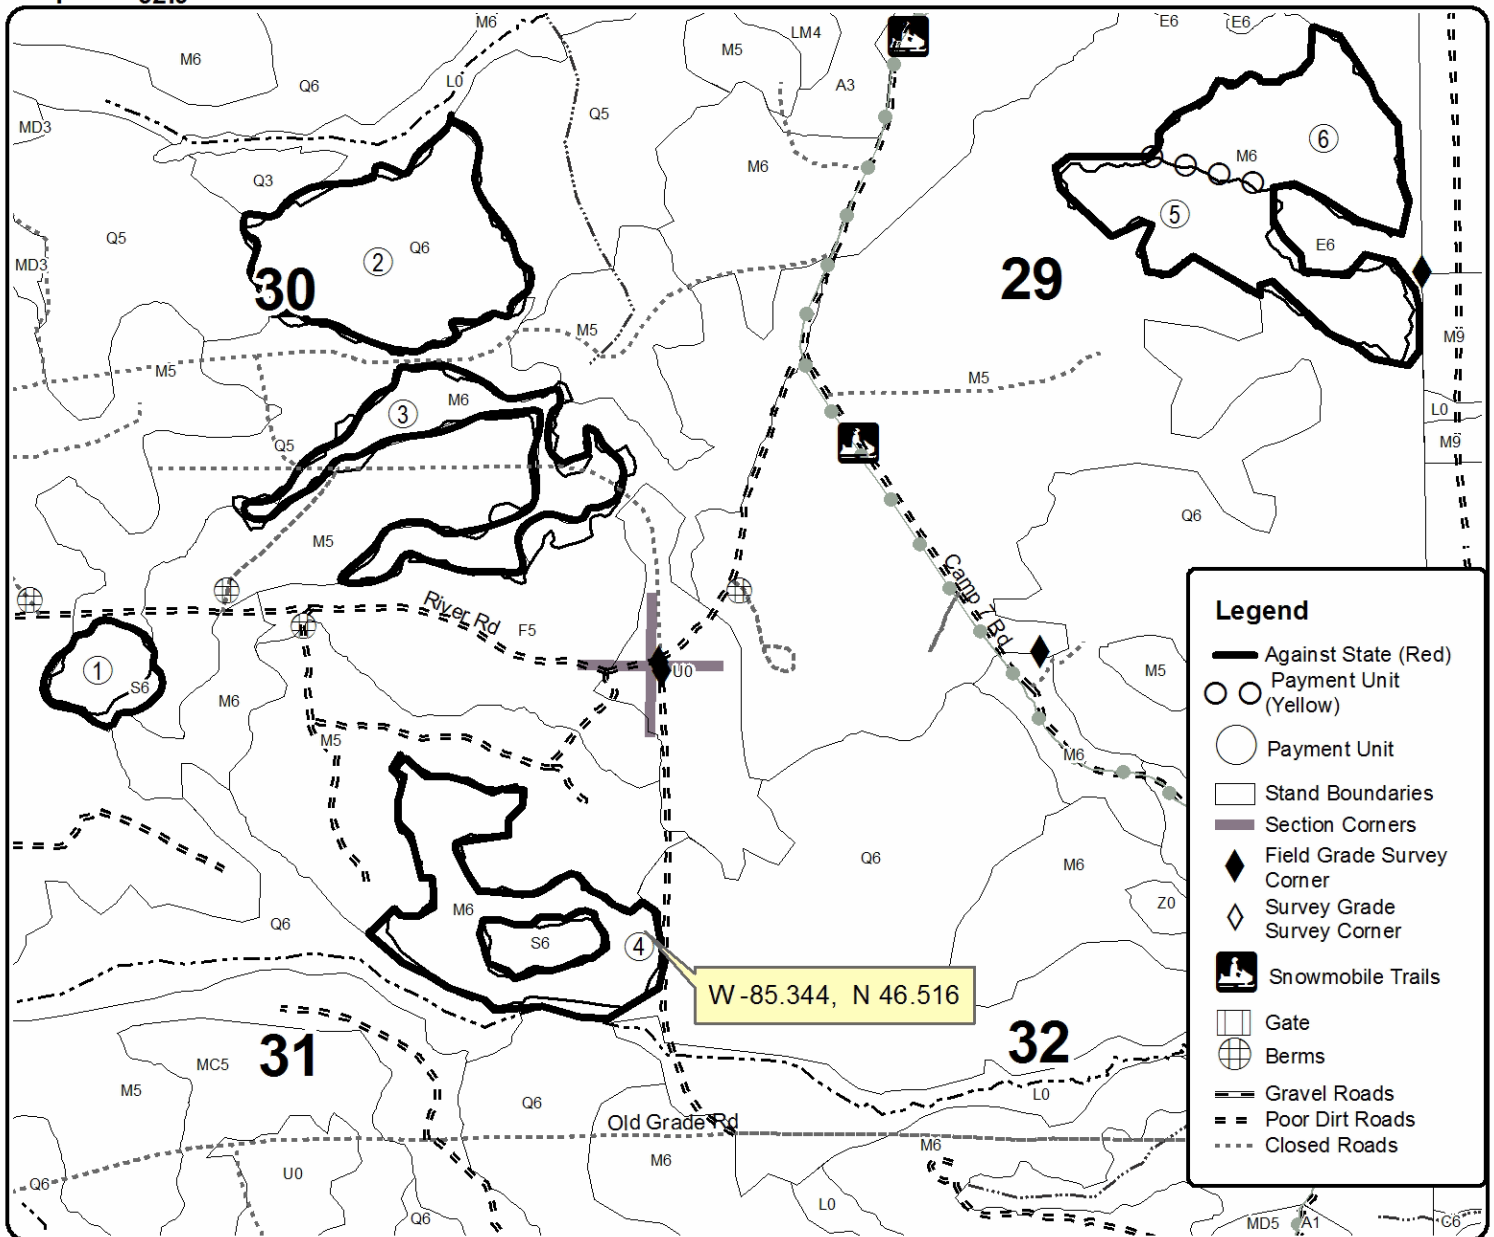 M6
LM4
E6
E6
M5
M6
Q6
L0
A3
Q5
MD3
6
M6
M6
Q3
5
Q5
Q6
2
E6
MD3
30
29
M5
M9
M5
M5
M6
3
L0
Q5
M9
Q6
M5
Camp 7 Rd
River Rd
F5
1
S6
U0
M5
M6
M5
M6
Q6
M6
M6
Z0
Q6
S6
4
W -85.344, N 46.516
31
32
MC5
M5
Q6
L0
Old Grade Rd
M6
M6
U0
Q6
Q6
L0
MD5
A1
C6
Legend
Against State (Red)
Payment Unit
(Yellow)
Payment Unit
Stand Boundaries
Section Corners
Field Grade Survey
Corner
Survey Grade
Survey Corner
Snowmobile Trails
Gate
Berms
Gravel Roads
Poor Dirt Roads
Closed Roads